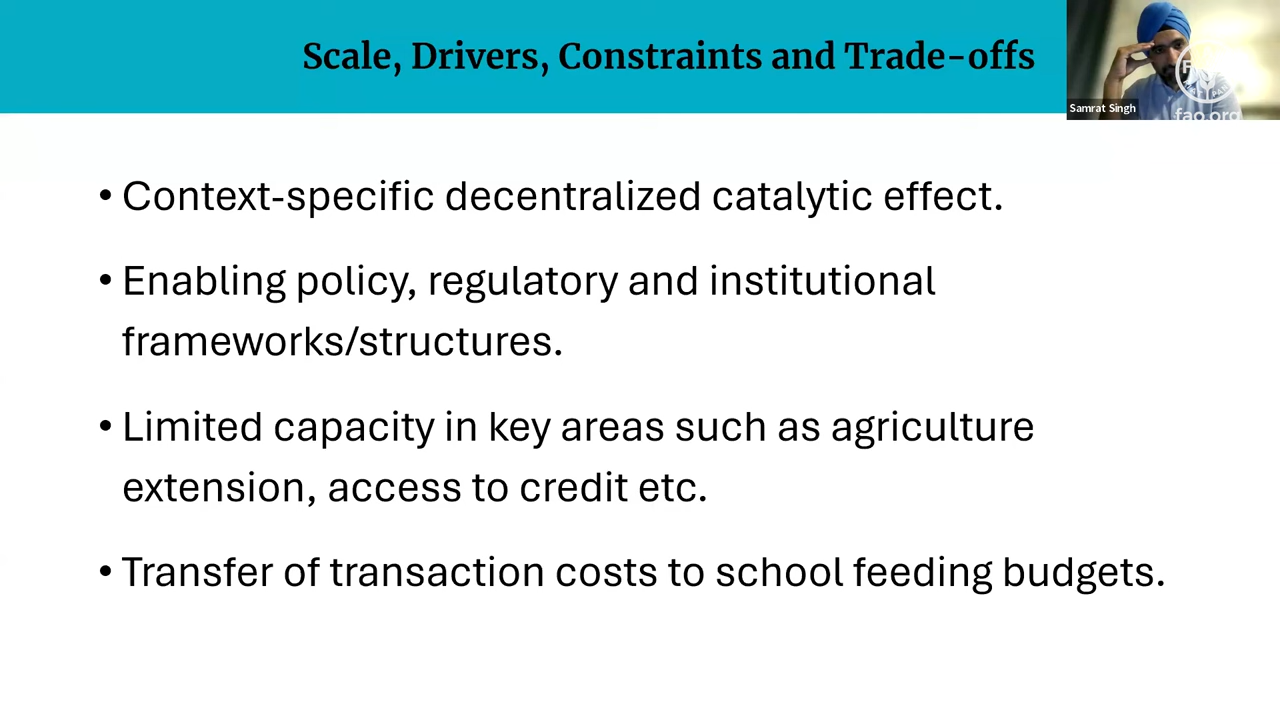 Scale, Drivers, Constraints and Trade-offs
Samrat Singh
fao.org
• Context-specific decentralized catalytic effect.
• Enabling policy, regulatory and institutional
frameworks/structures.
• Limited capacity in key areas such as agriculture
extension, access to credit etc.
• Transfer of transaction costs to school feeding budgets.